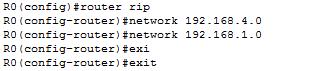 R0(config)#router rip
R0(config-router)#network 192.168.4.0
R0(config-router)#network 192.168.1.0
R0(config-router)#exi
R0(config-router)#exit